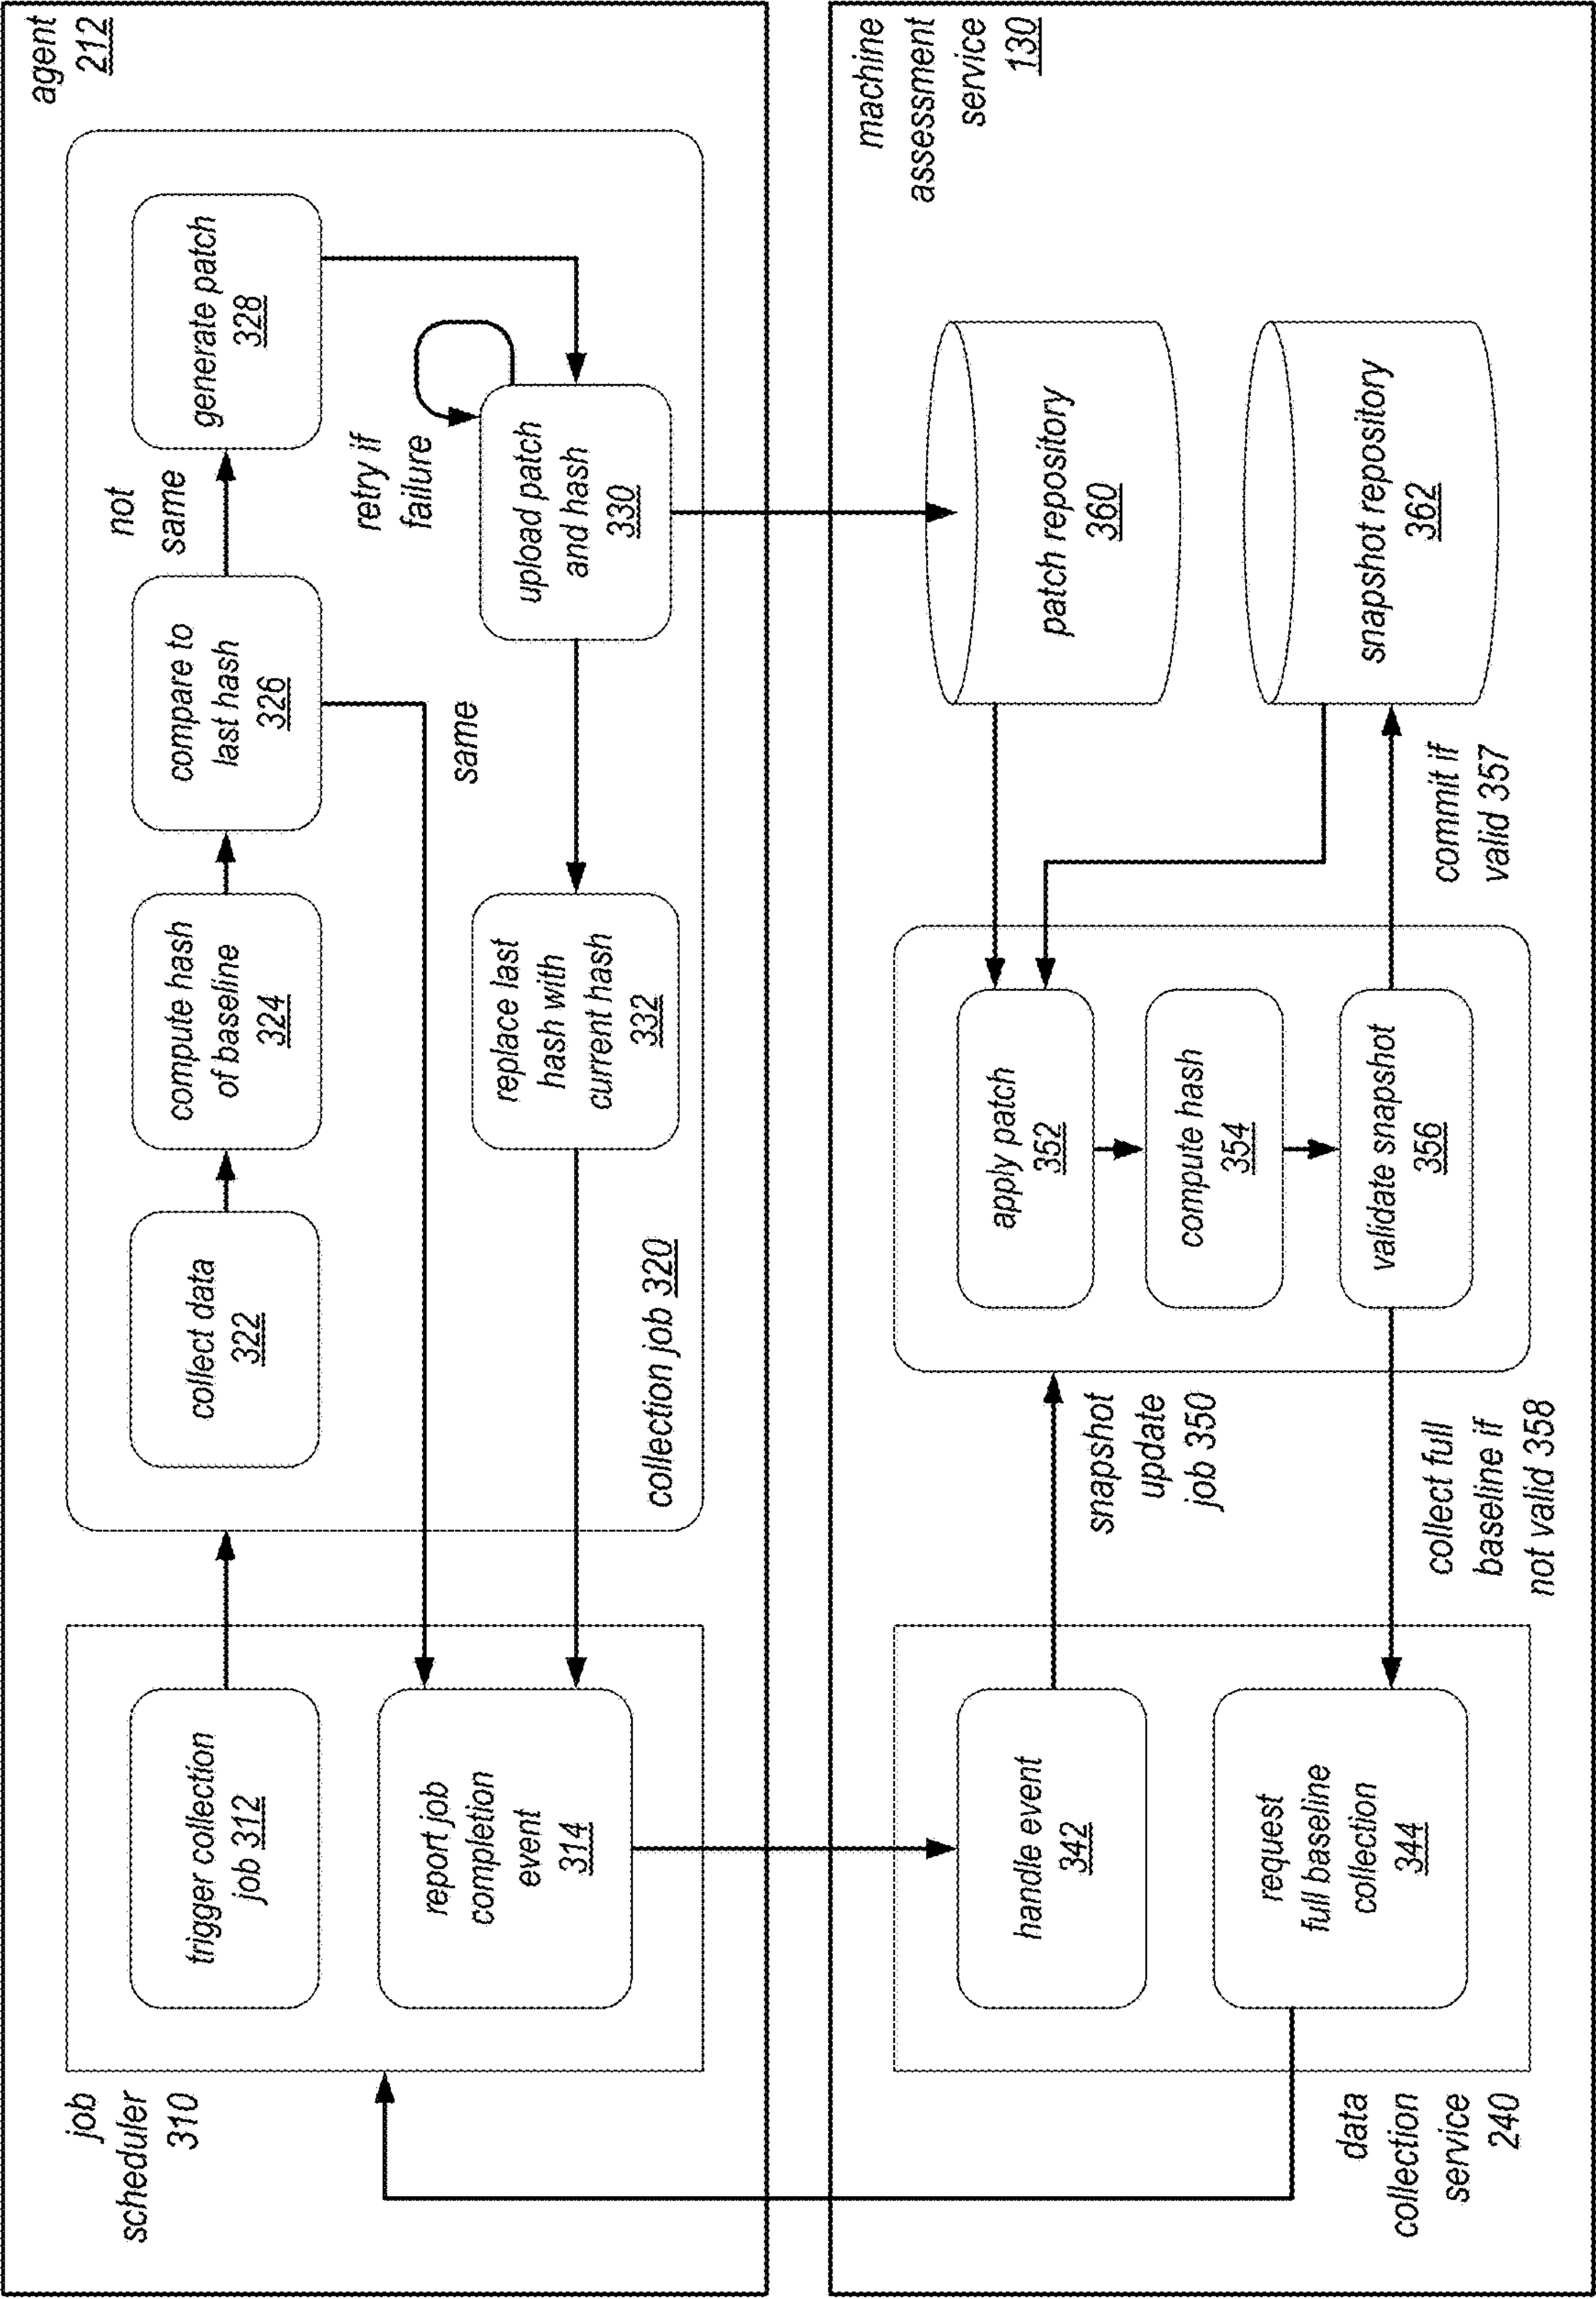 agent
212
job
scheduler
310
trigger collection
job 312
report job
completion
event
314
collection job 320
collect data
322
compute hash
of baseline
324
compare to
last hash
326
not
same
generate patch
328
same
retry if
failure
upload patch
and hash
330
replace last
hash with
current hash
332
machine
assessment
service
130
data
collection
service
240
handle event
342
request
full baseline
collection
344
snapshot
update
job 350
apply patch
352
compute hash
354
validate snapshot
356
collect full
baseline if
not valid 358
commit if
valid 357
patch repository
360
snapshot repository
362